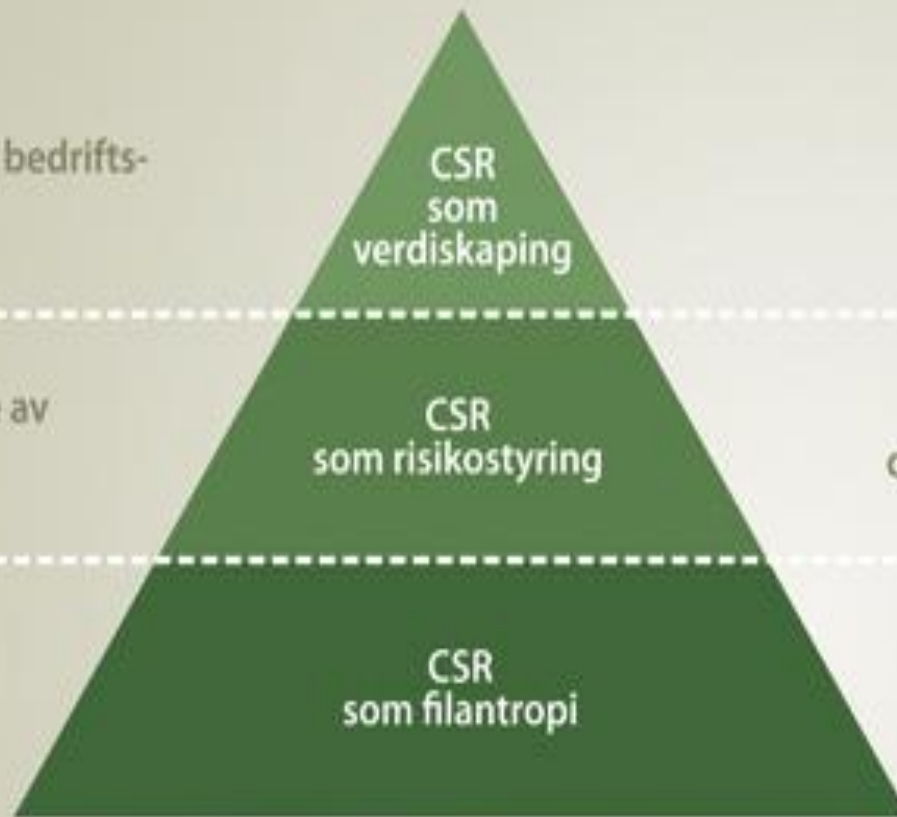 bedrifts-
CSR
som
verdiskaping
av
CSR
som risikostyring
CSR
som filantropi